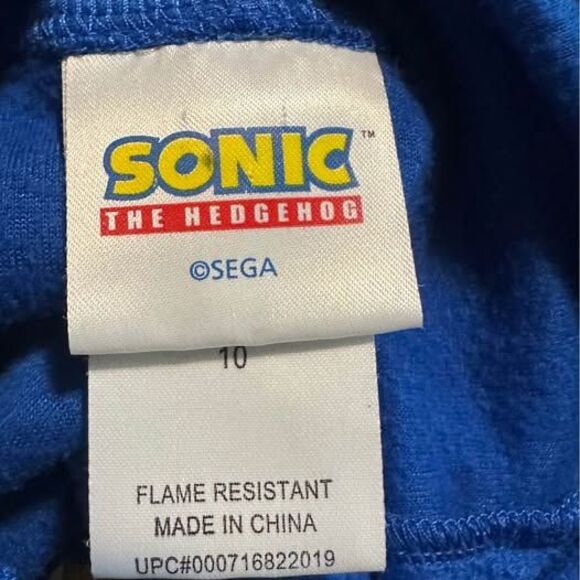 SONIC™
THE HEDGEHOG
©SEGA
10
FLAME RESISTANT
MADE IN CHINA
UPC#000716822019